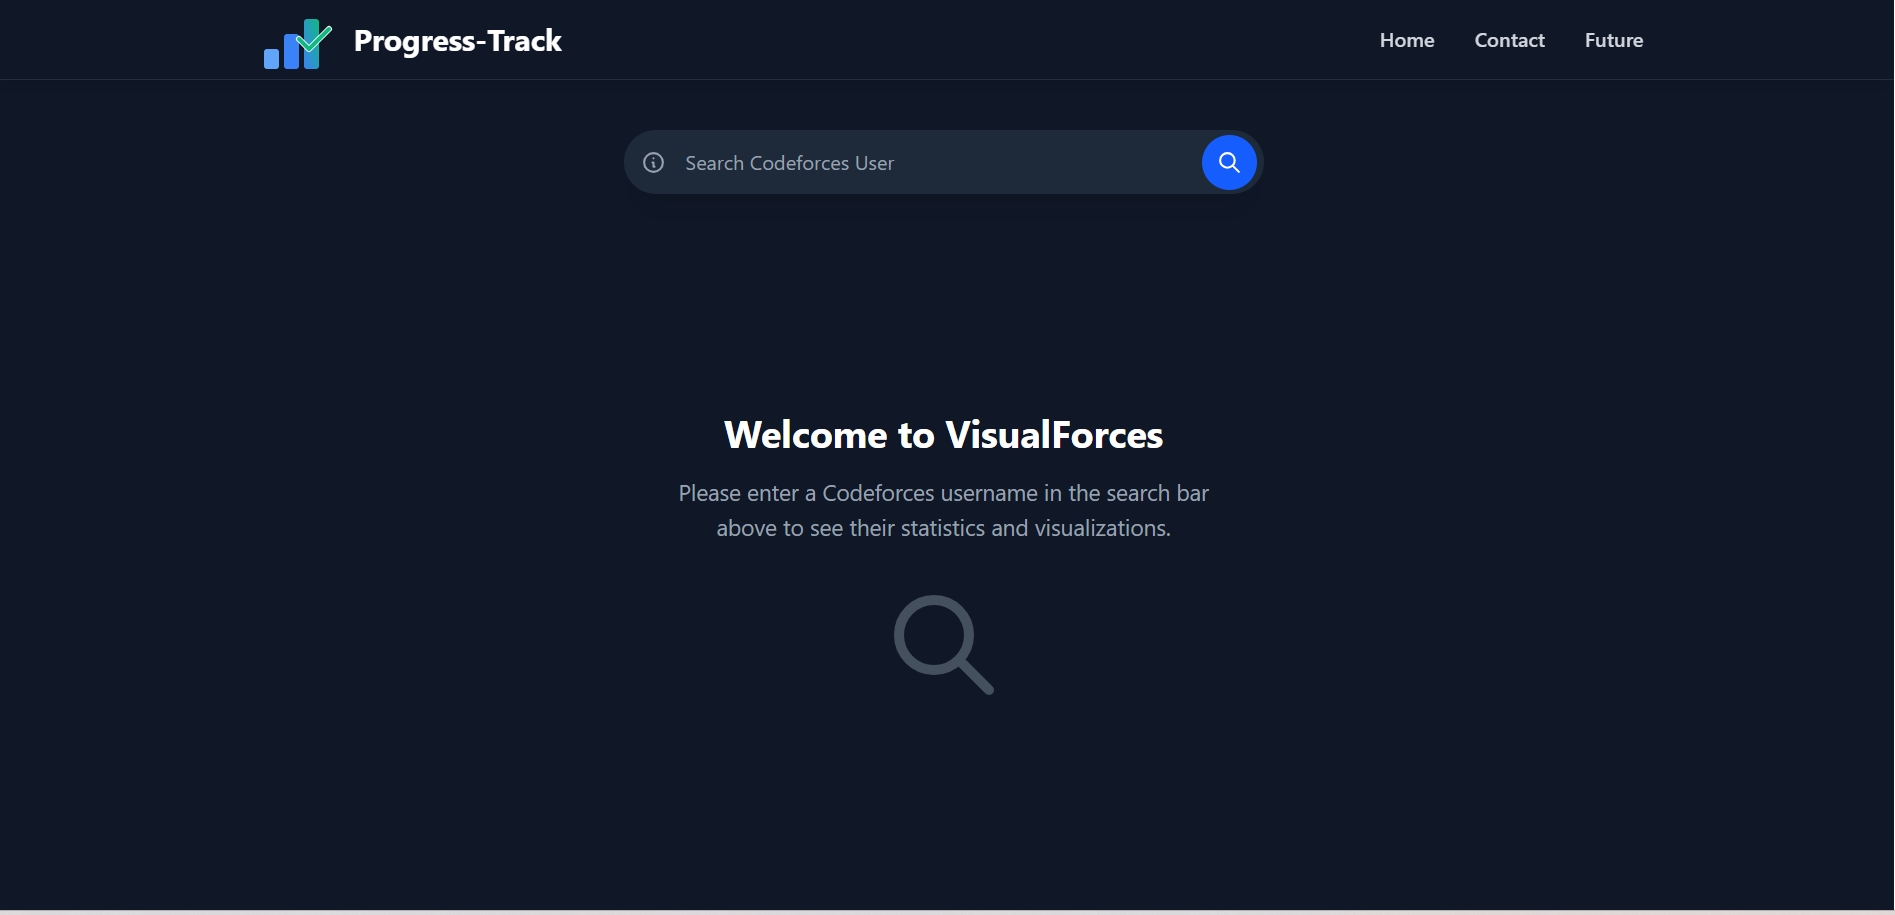 Progress-Track
Home
Contact
Future
Search Codeforces User
Welcome to VisualForces
Please enter a Codeforces username in the search bar
above to see their statistics and visualizations.